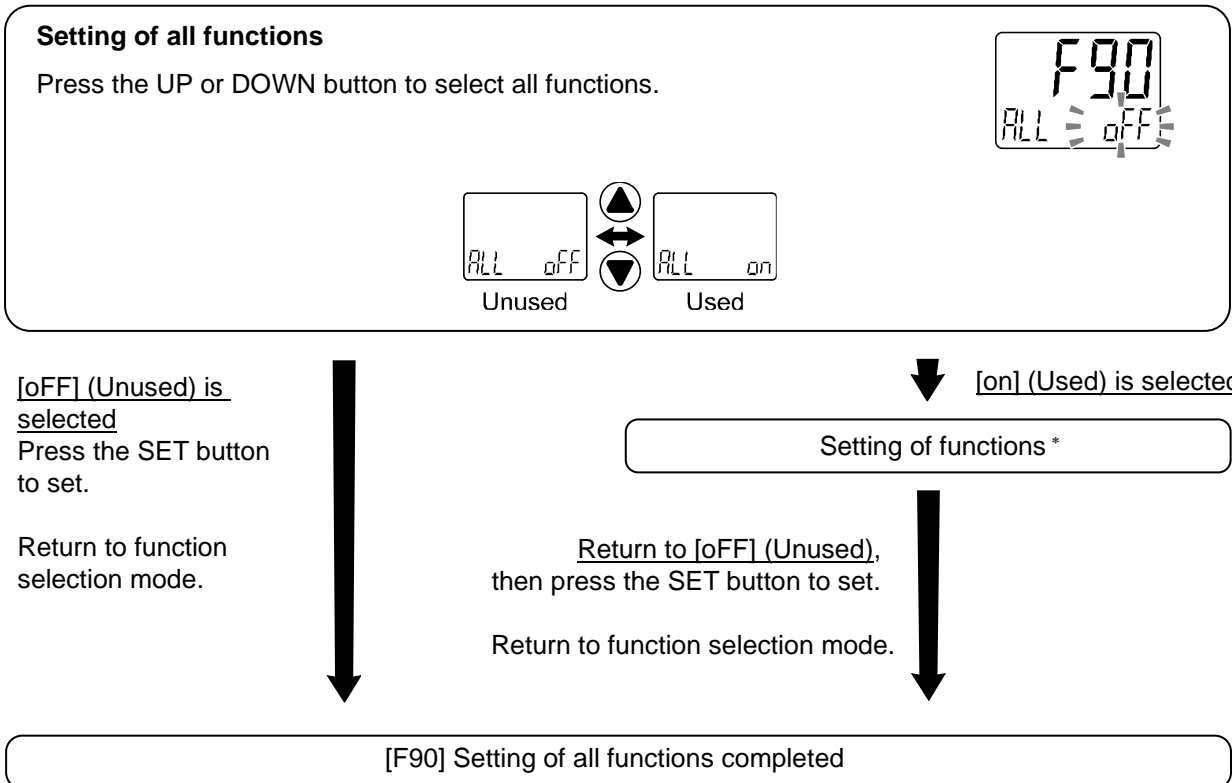 Setting of all functions
Press the UP or DOWN button to select all functions.
F90
ALL oFF
ALL oFF
ALL on
Unused
Used
[oFF] (Unused) is
selected
Press the SET button
to set.
Return to function
selection mode.
[on] (Used) is selected
Setting of functions *
Return to [oFF] (Unused),
then press the SET button to set.
Return to function selection mode.
[F90] Setting of all functions completed